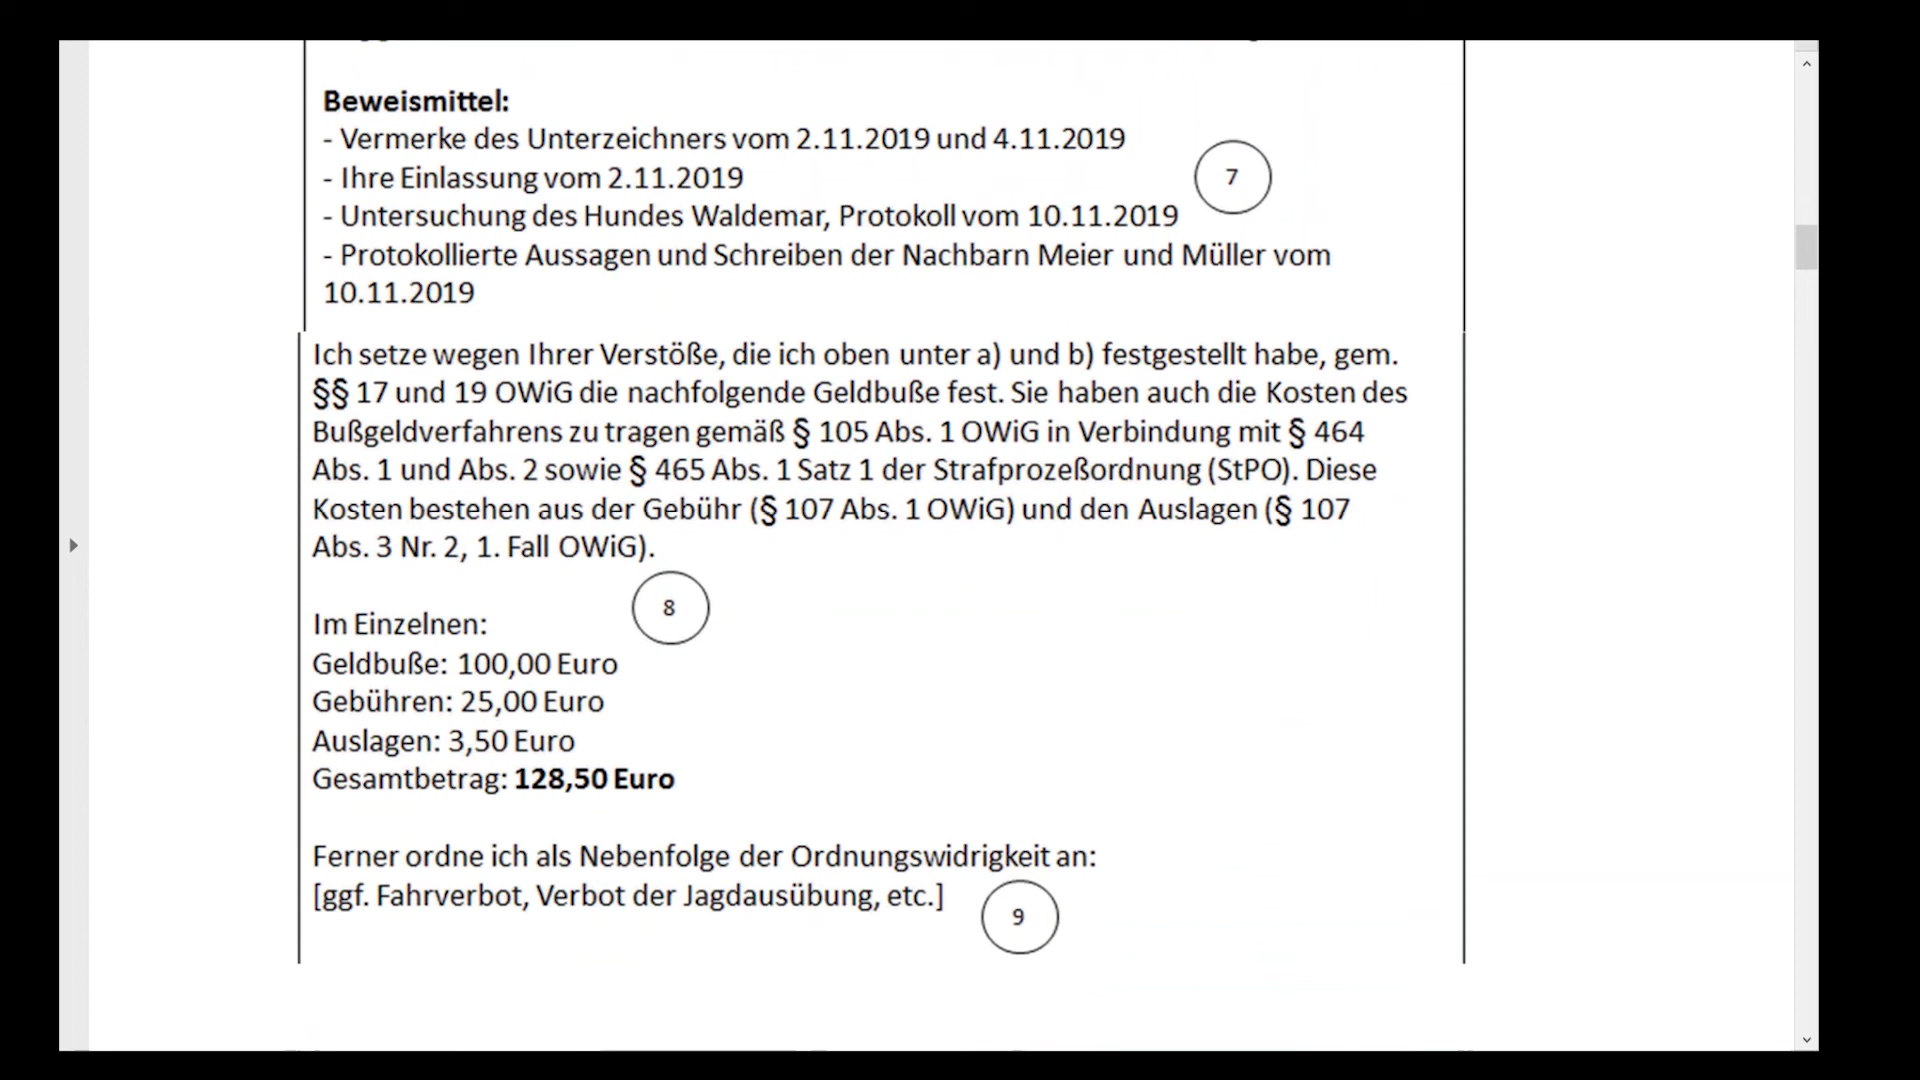 Beweismittel:
- Vermerke des Unterzeichners vom 2.11.2019 und 4.11.2019
7
- Ihre Einlassung vom 2.11.2019
- Untersuchung des Hundes Waldemar, Protokoll vom 10.11.2019
- Protokollierte Aussagen und Schreiben der Nachbarn Meier und Müller vom
10.11.2019
Ich setze wegen Ihrer Verstöße, die ich oben unter a) und b) festgestellt habe, gem.
§§ 17 und 19 OWiG die nachfolgende Geldbuße fest. Sie haben auch die Kosten des
Bußgeldverfahrens zu tragen gemäß § 105 Abs. 1 OWiG in Verbindung mit § 464
Abs. 1 und Abs. 2 sowie § 465 Abs. 1 Satz 1 der Strafprozeßordnung (StPO). Diese
Kosten bestehen aus der Gebühr (§ 107 Abs. 1 OWiG) und den Auslagen (§ 107
Abs. 3 Nr. 2, 1. Fall OWiG).
8
Im Einzelnen:
Geldbuße: 100,00 Euro
Gebühren: 25,00 Euro
Auslagen: 3,50 Euro
Gesamtbetrag: 128,50 Euro
Ferner ordne ich als Nebenfolge der Ordnungswidrigkeit an:
[ggf. Fahrverbot, Verbot der Jagdausübung, etc.]
9